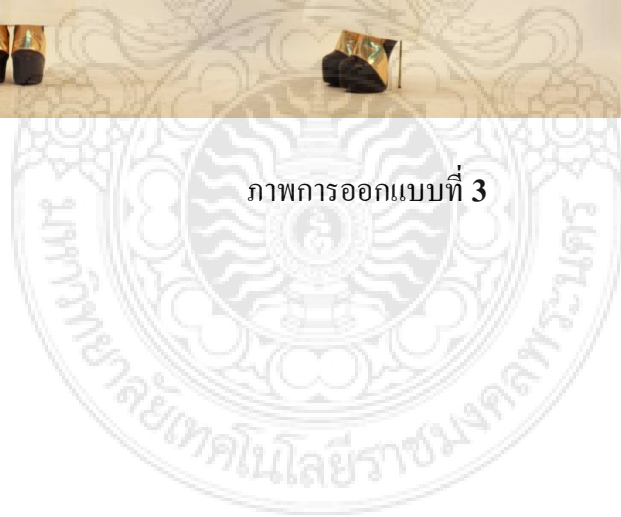 ภาพการออกแบบที่ 3
มหาวิทยาลัยเทคโนโลยีราชมงคลพระนคร